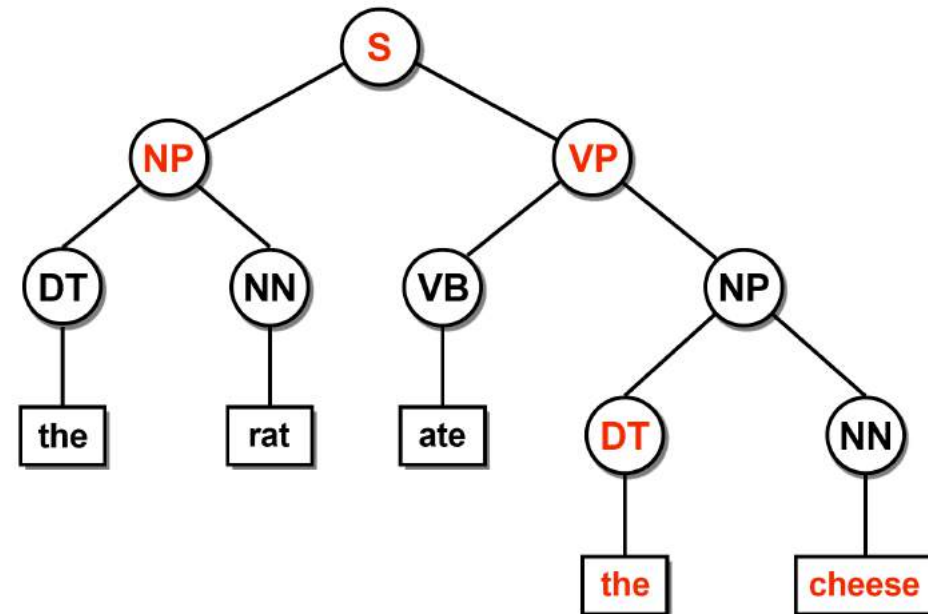 S
NP VP
DT NN VB NP
the rat ate DT NN
the cheese